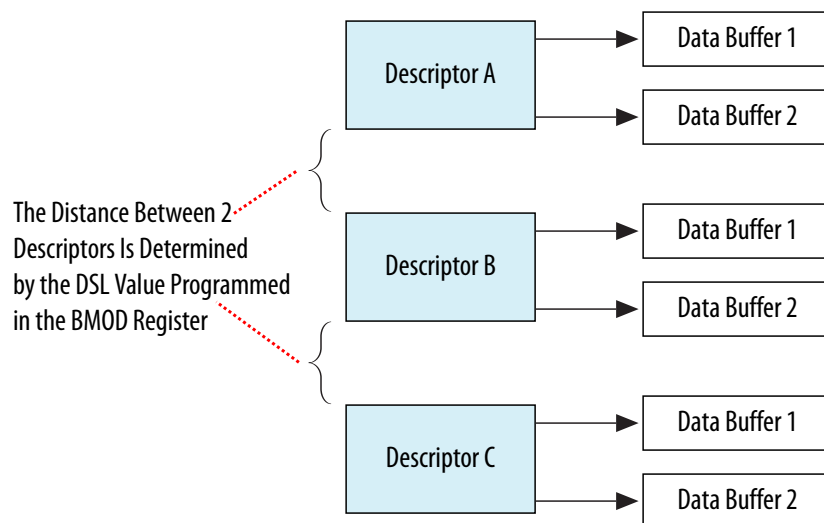 Descriptor A
Data Buffer 1
Data Buffer 2
The Distance Between 2
Descriptors Is Determined
by the DSL Value Programmed
in the BMOD Register
Descriptor B
Data Buffer 1
Data Buffer 2
Descriptor C
Data Buffer 1
Data Buffer 2